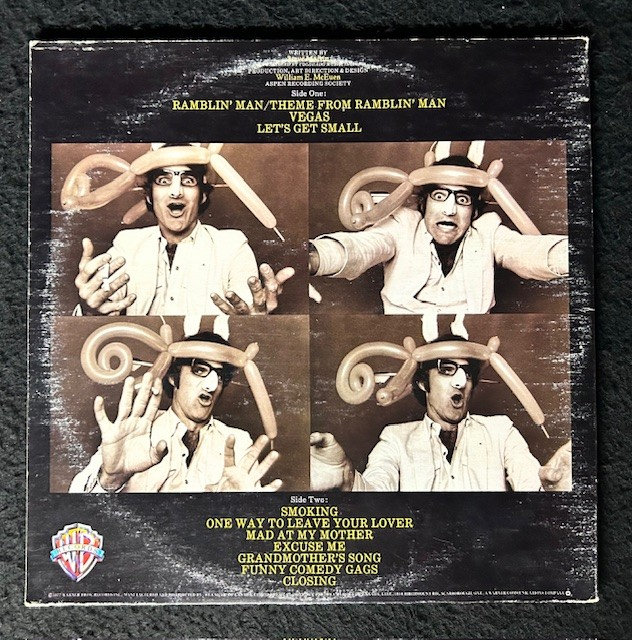 WRITTEN BY
PRODUCTION, ART DIRECTION & DESIGN
William E. McEuen
ASPEN RECORDING SOCIETY
Side One:
RAMBLIN' MAN/THEME FROM RAMBLIN' MAN
VEGAS
LET'S GET SMALL
Side Two:
SMOKING
ONE WAY TO LEAVE YOUR LOVER
MAD AT MY MOTHER
EXCUSE ME
GRANDMOTHER'S SONG
FUNNY COMEDY GAGS
CLOSING